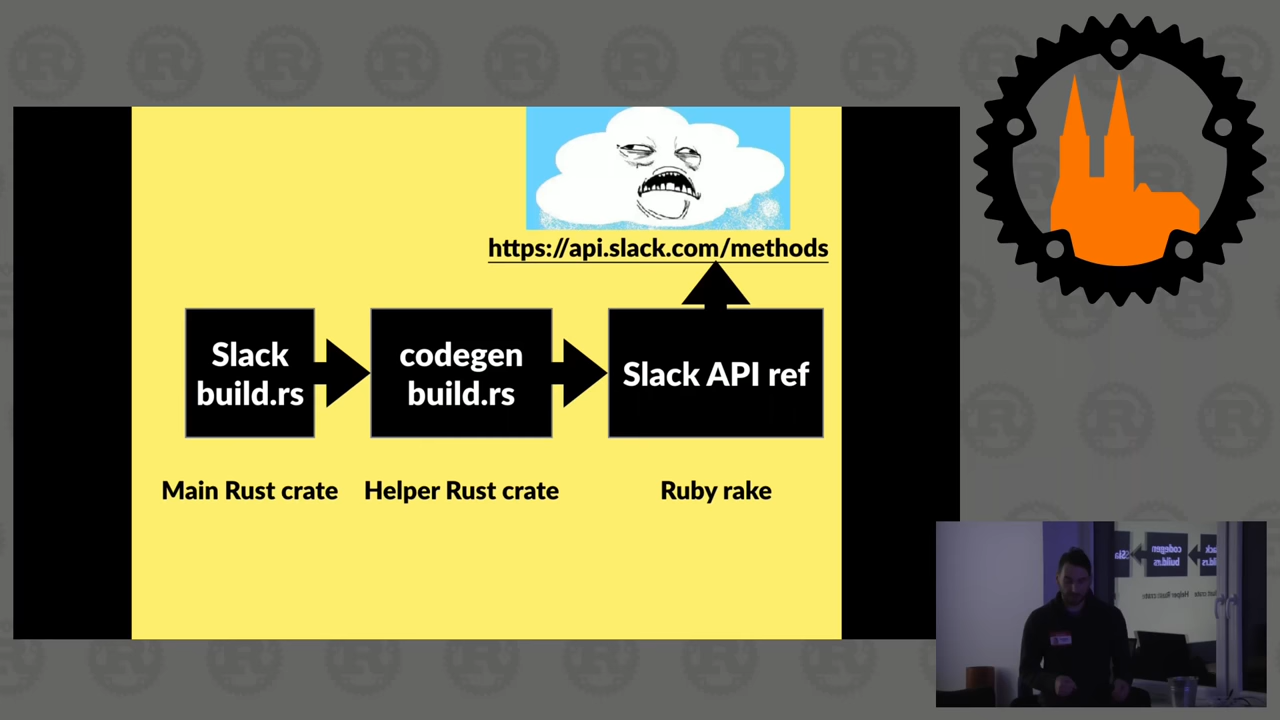 https://api.slack.com/methods
Slack
build.rs
codegen
build.rs
Slack API ref
Main Rust crate
Helper Rust crate
Ruby rake